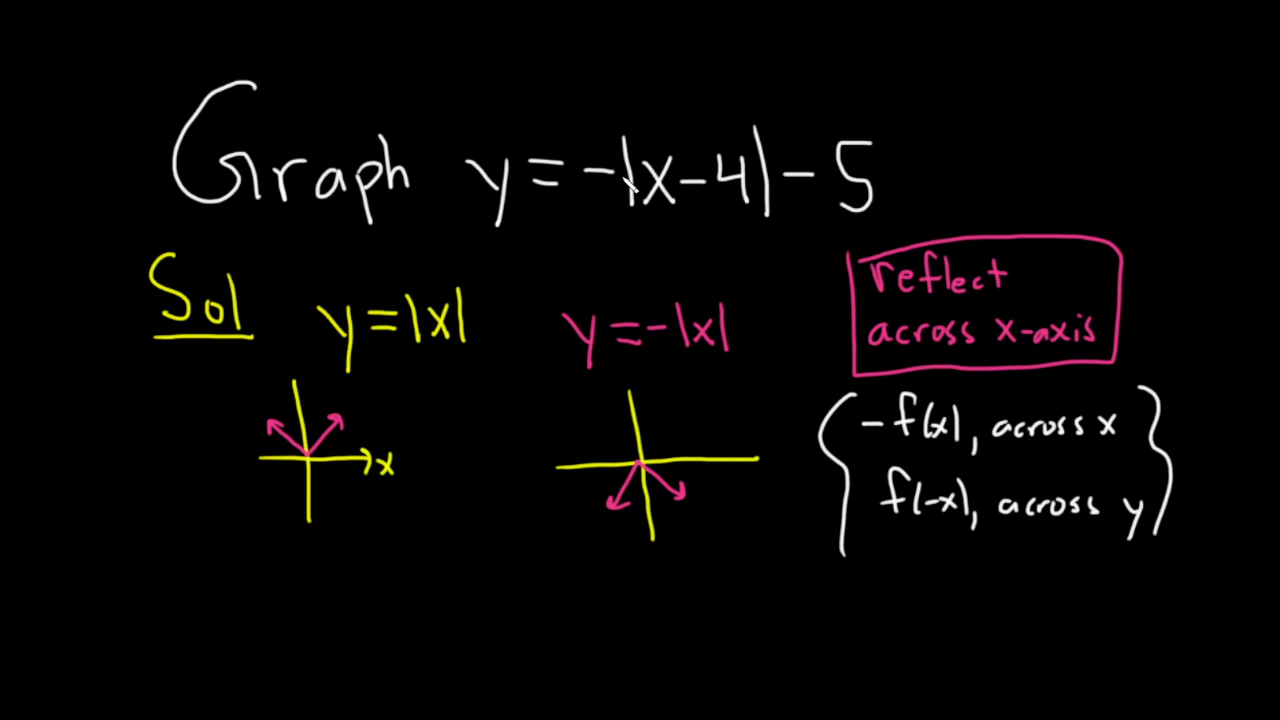 Graph y = -|x-4| - 5
Sol y = |x| y = -|x|
reflect
across x-axis
x
-f(x), across x
f(-x), across y